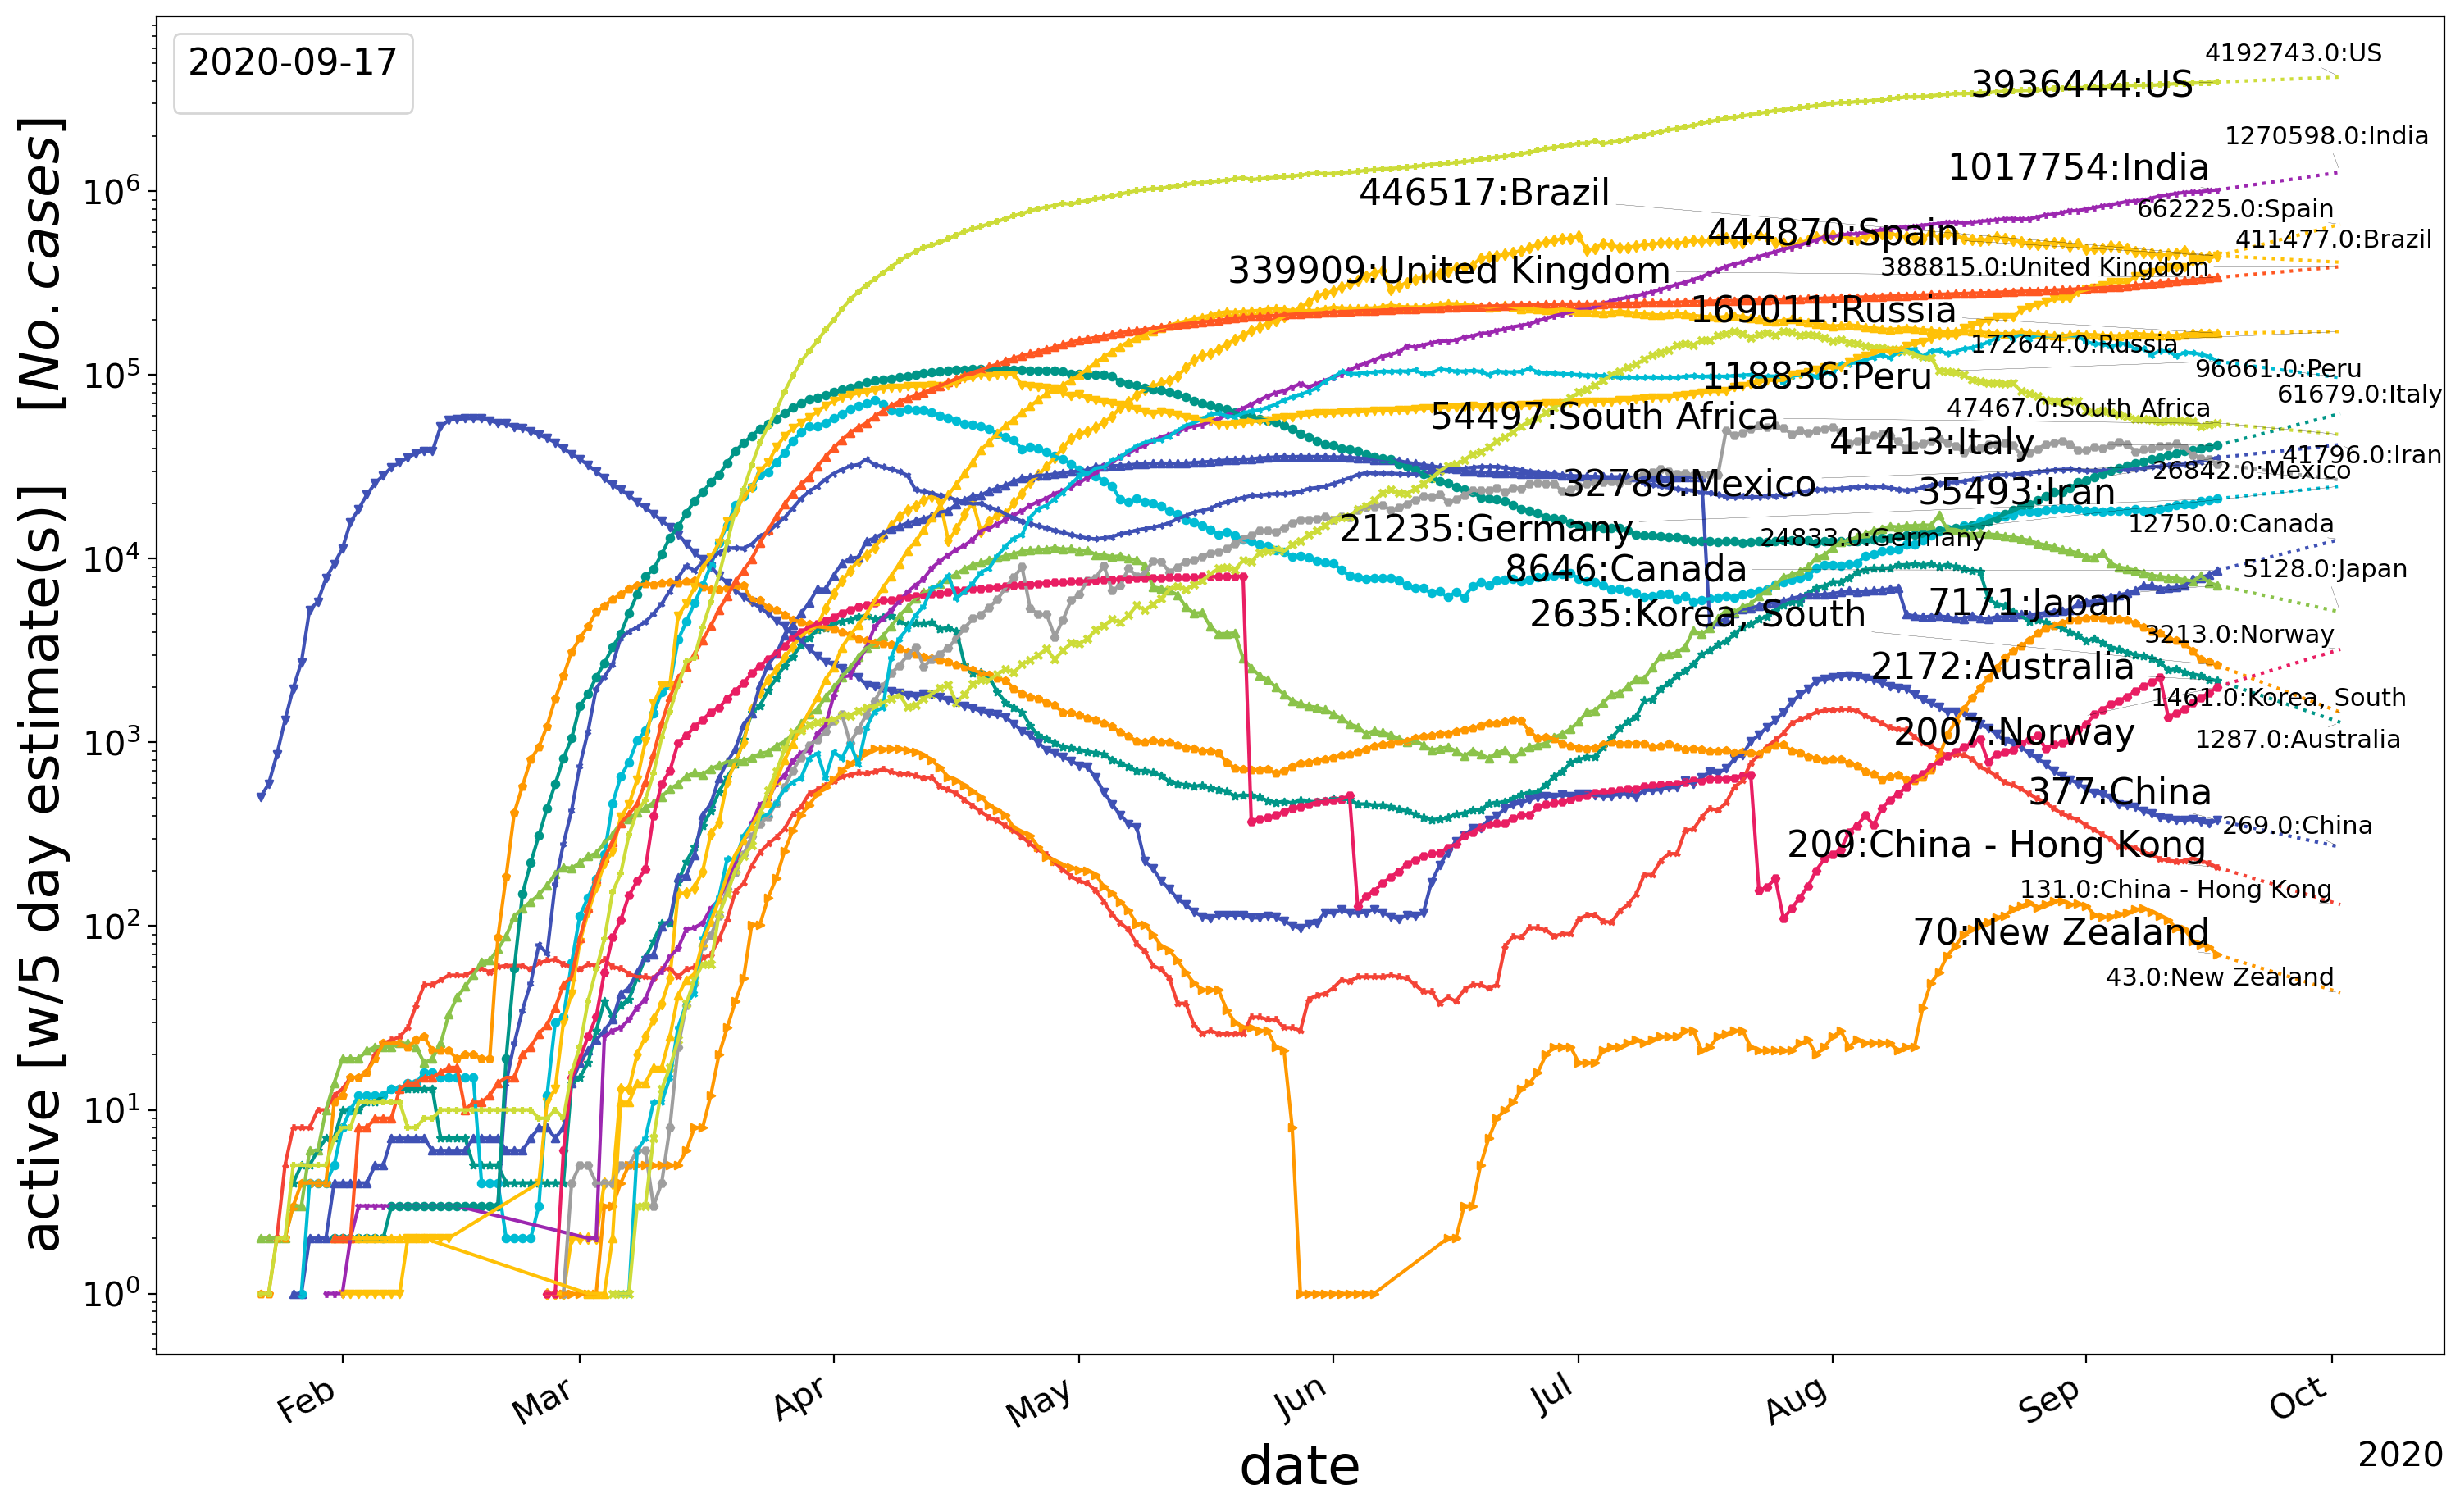 2020-09-17
active [w/5 day estimate(s)] [No. cases]
10^6
10^5
10^4
10^3
10^2
10^1
10^0
4192743.0:US
3936444:US
1270598.0:India
1017754:India
446517:Brazil
662225.0:Spain
444870:Spain
411477.0:Brazil
339909:United Kingdom
388815.0:United Kingdom
169011:Russia
172644.0:Russia
118836:Peru
96661.0:Peru
61679.0:Italy
54497:South Africa
47467.0:South Africa
41413:Italy
41796.0:Iran
32789:Mexico
26842.0:Mexico
35493:Iran
21235:Germany
24833.0:Germany
12750.0:Canada
8646:Canada
5128.0:Japan
7171:Japan
2635:Korea, South
3213.0:Norway
2172:Australia
1461.0:Korea, South
2007:Norway
1287.0:Australia
377:China
269.0:China
209:China - Hong Kong
131.0:China - Hong Kong
70:New Zealand
43.0:New Zealand
Feb
Mar
Apr
May
Jun
Jul
Aug
Sep
Oct
2020
date